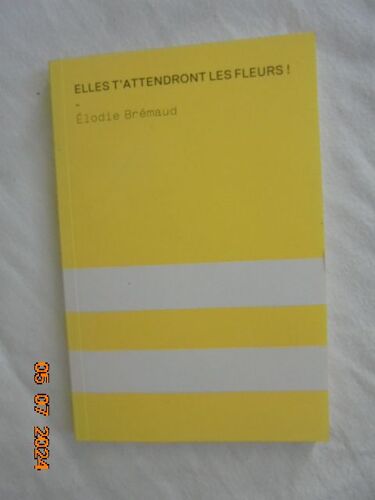 ELLES T'ATTENDRONT LES FLEURS !
-
Élodie Brémaud
05 07 2024